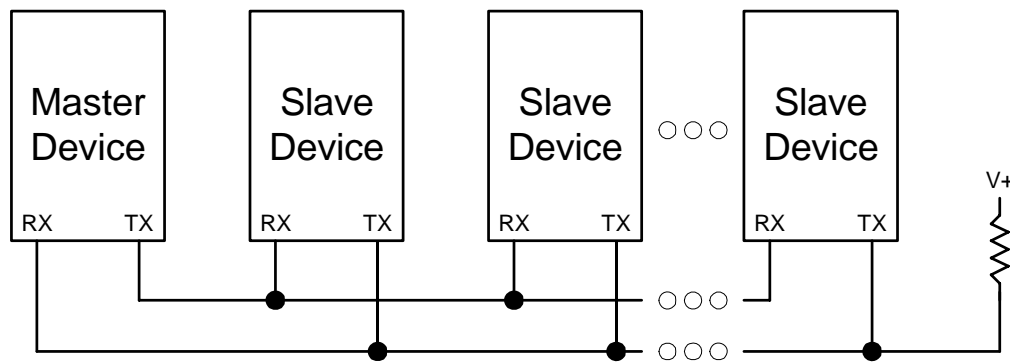 Master
Device
Slave
Device
Slave
Device
Slave
Device
V+
RX TX
RX TX
RX TX
RX TX